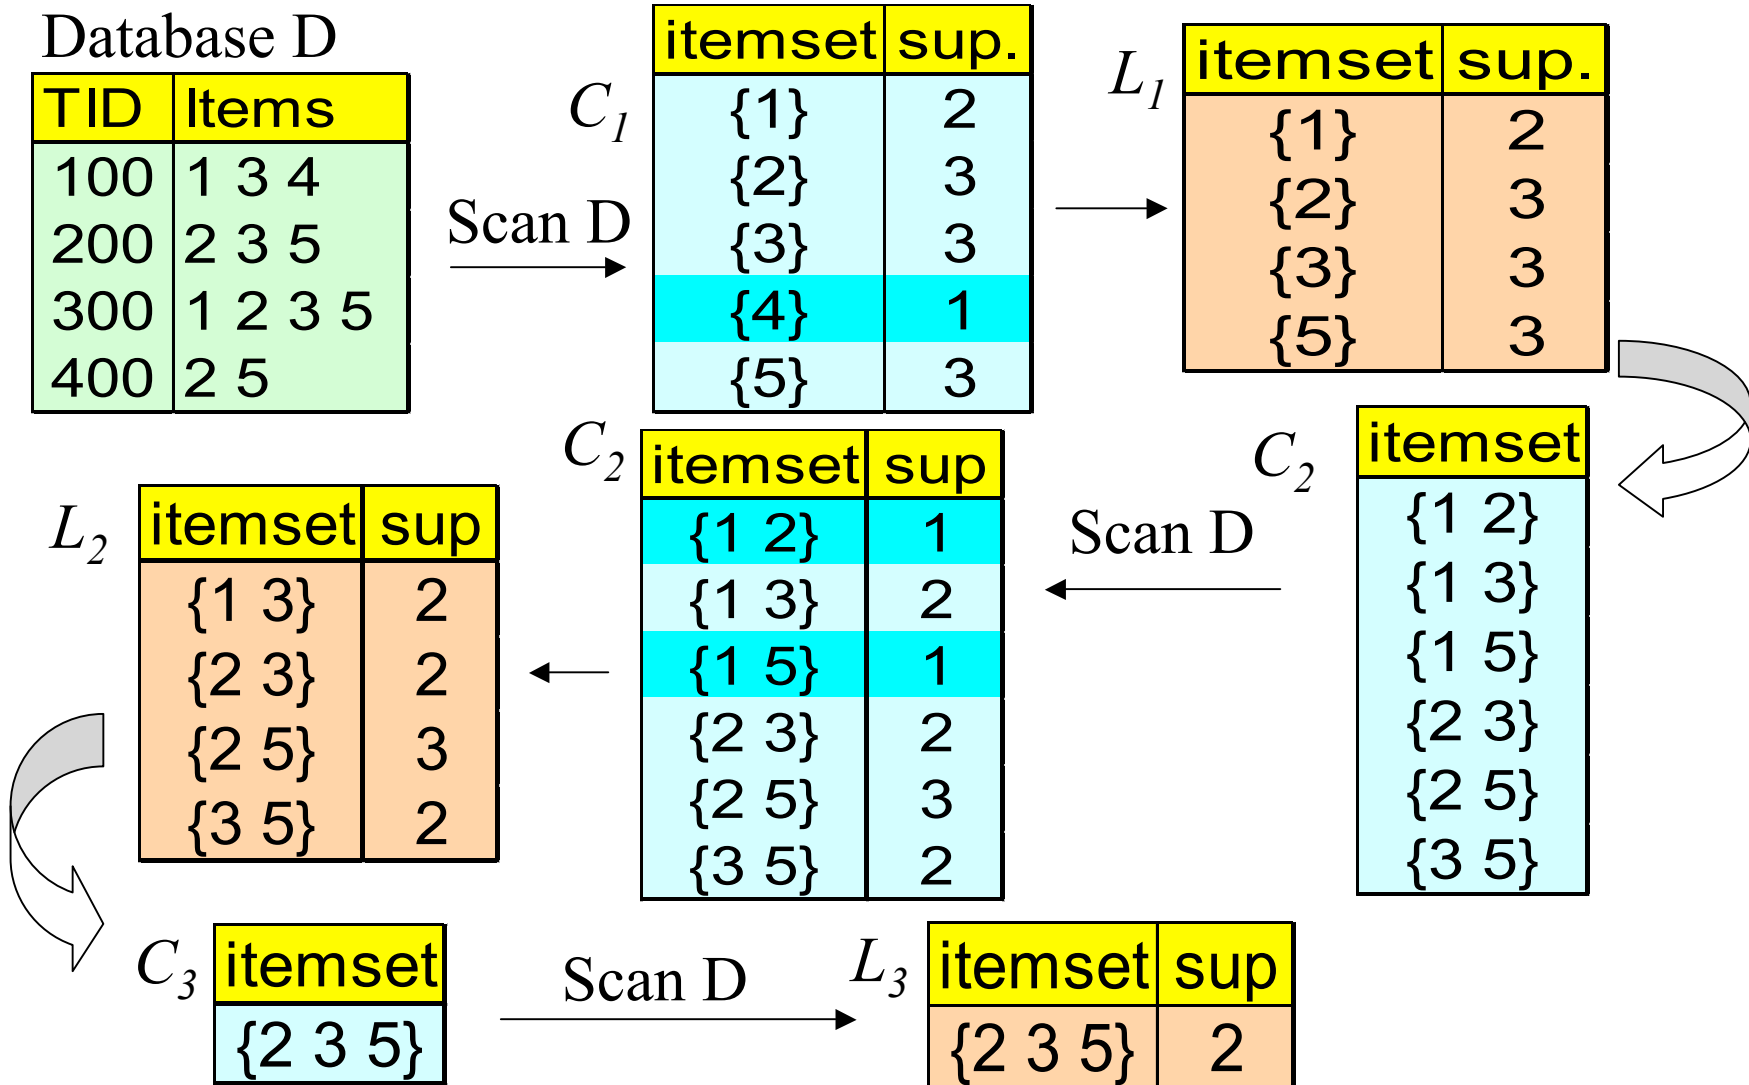 Database D
TID Items
100 1 3 4
200 2 3 5
300 1 2 3 5
400 2 5
Scan D
C1
itemset sup.
{1} 2
{2} 3
{3} 3
{4} 1
{5} 3
L1
itemset sup.
{1} 2
{2} 3
{3} 3
{5} 3
C2
itemset
{1 2}
{1 3}
{1 5}
{2 3}
{2 5}
{3 5}
Scan D
C2
itemset sup
{1 2} 1
{1 3} 2
{1 5} 1
{2 3} 2
{2 5} 3
{3 5} 2
L2
itemset sup
{1 3} 2
{2 3} 2
{2 5} 3
{3 5} 2
C3
itemset
{2 3 5}
Scan D
L3
itemset sup
{2 3 5} 2